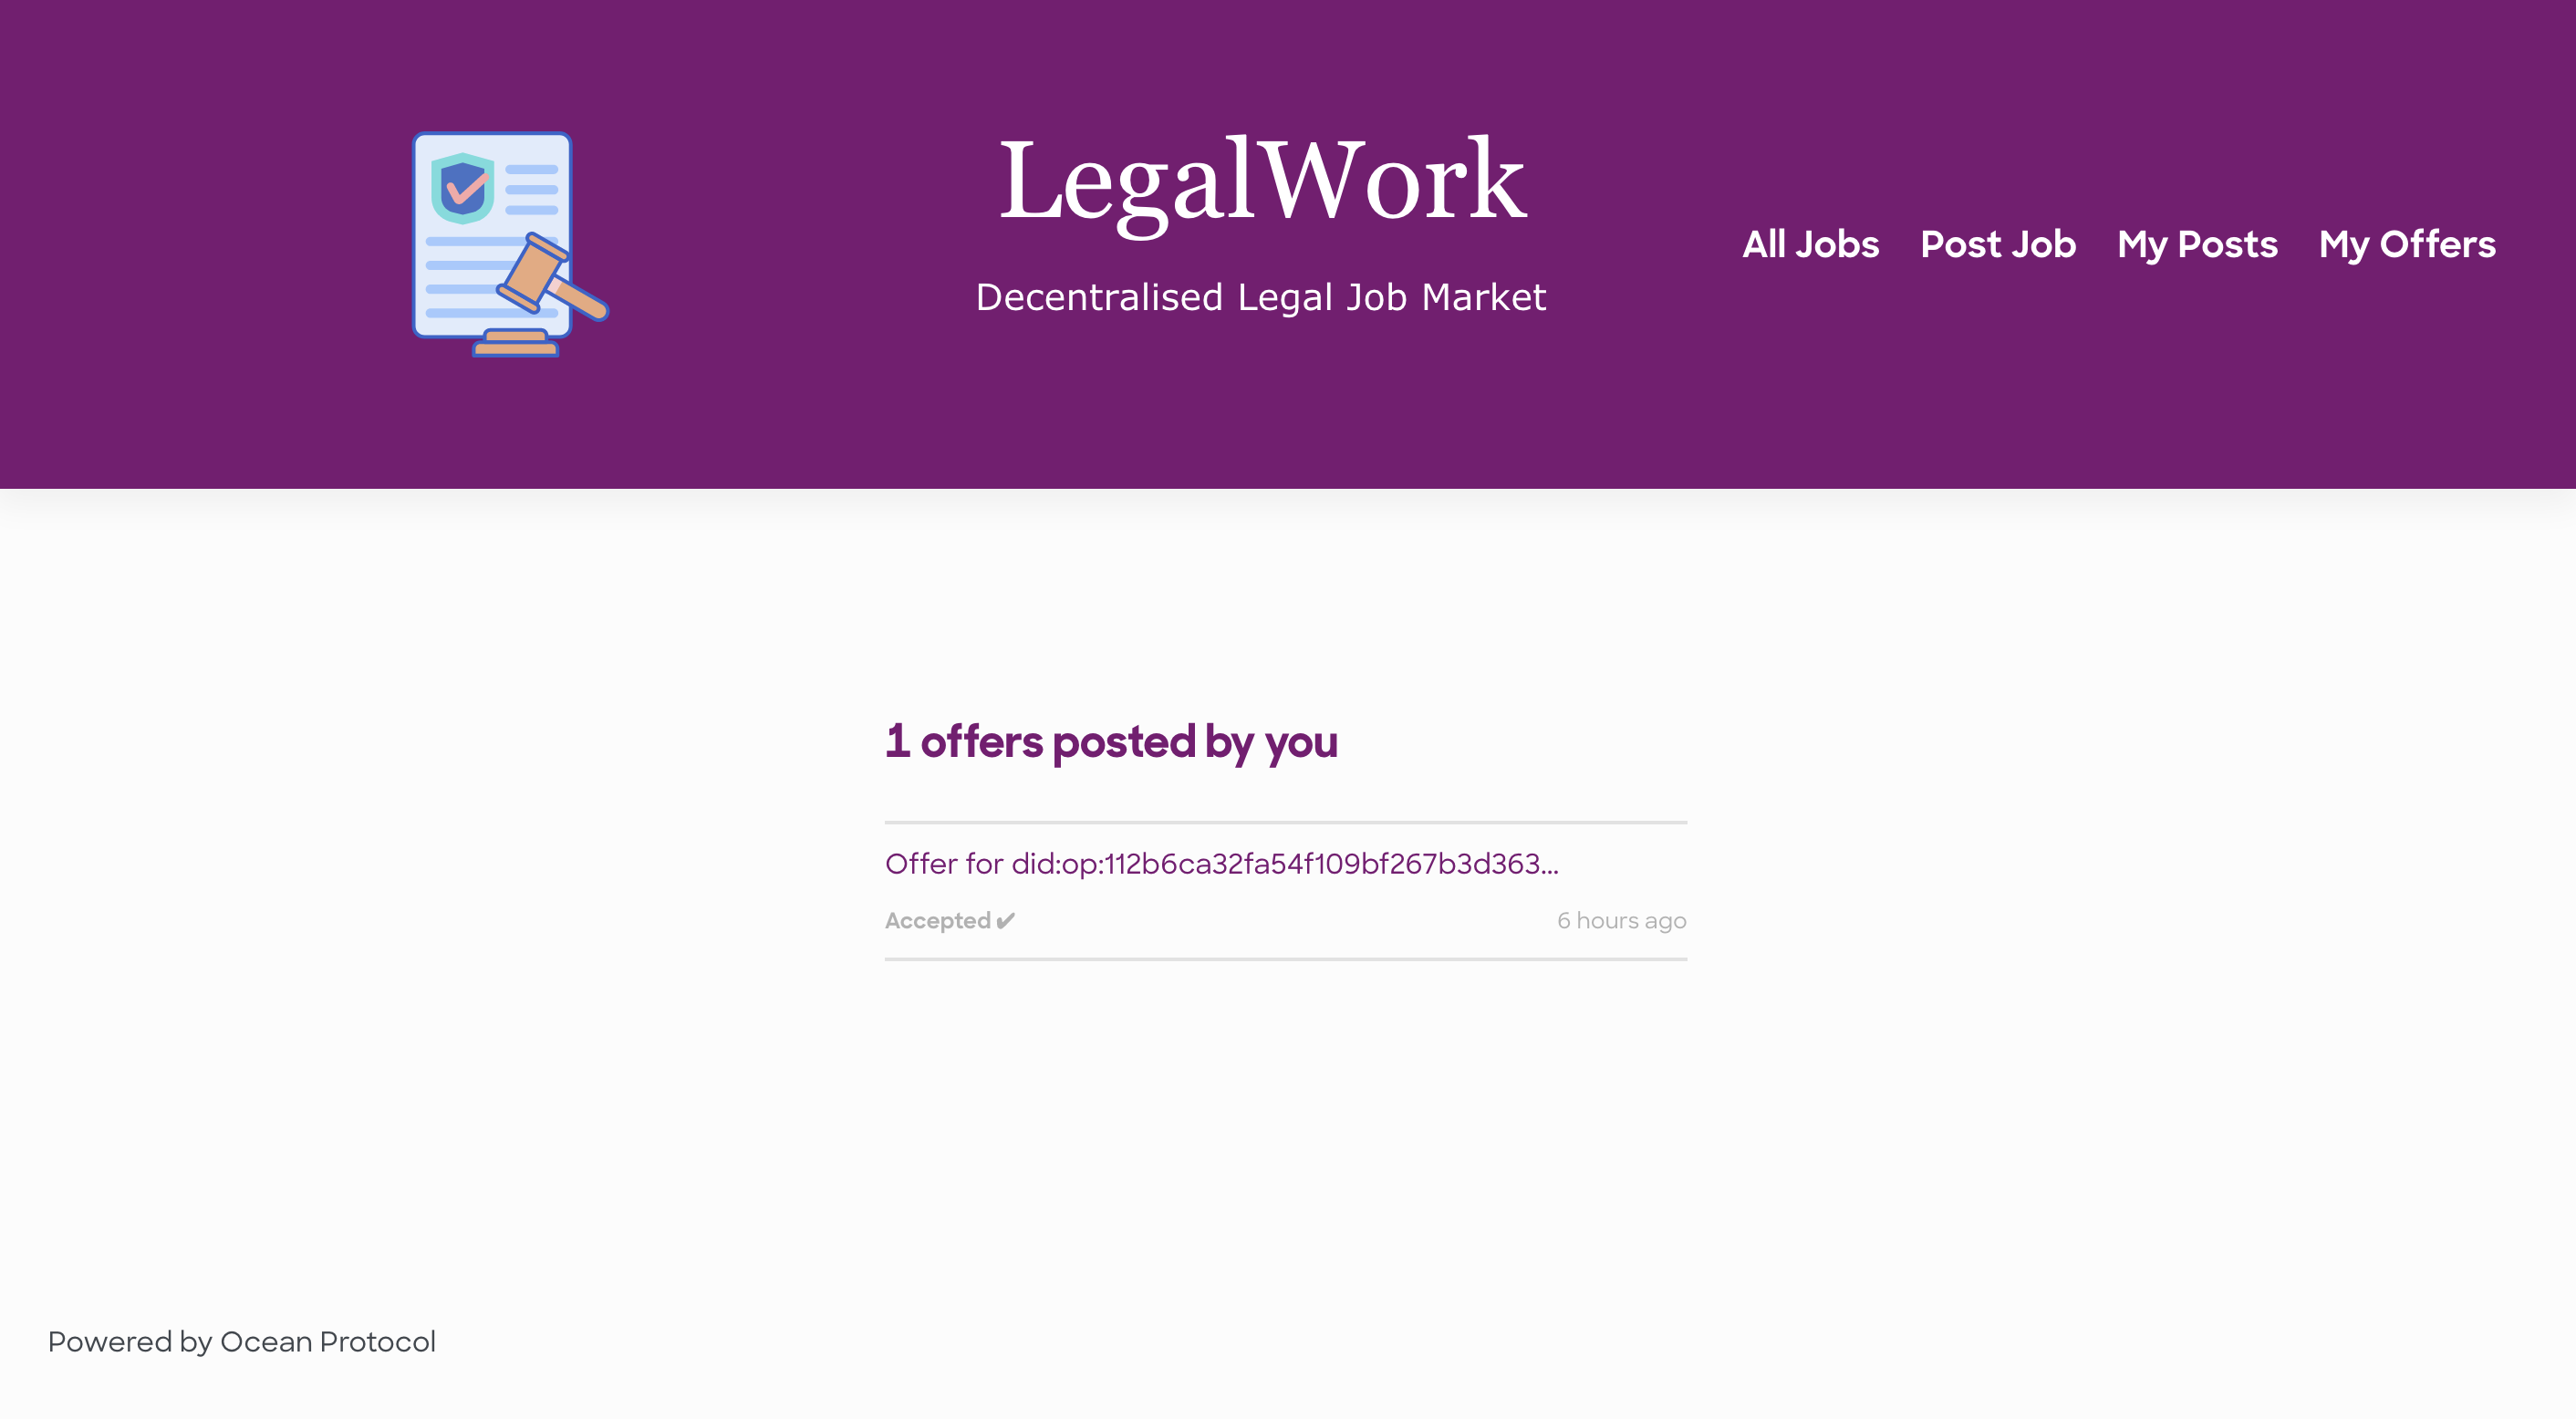 LegalWork
Decentralised Legal Job Market
All Jobs Post Job My Posts My Offers
1 offers posted by you
Offer for did:op:112b6ca32fa54f109bf267b3d363...
Accepted ✔ 6 hours ago
Powered by Ocean Protocol